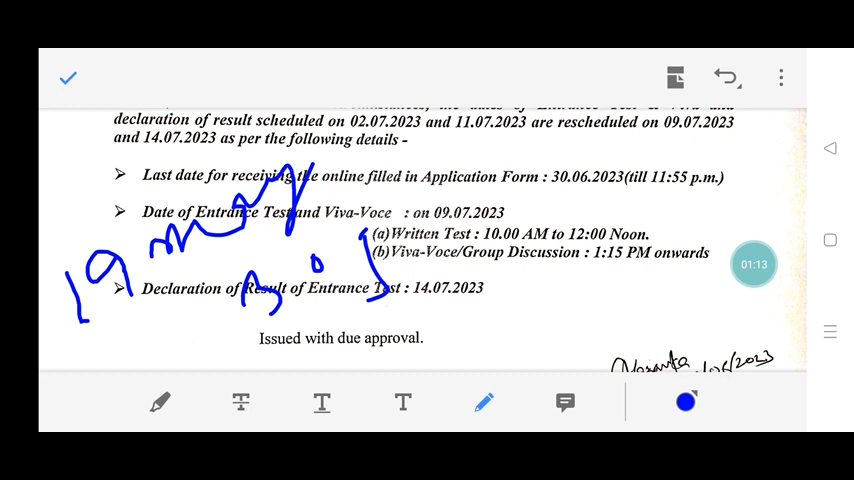 declaration of result scheduled on 02.07.2023 and 11.07.2023 are rescheduled on 09.07.2023
and 14.07.2023 as per the following details -
➢ Last date for receiving the online filled in Application Form : 30.06.2023(till 11:55 p.m.)
➢ Date of Entrance Test and Viva-Voce : on 09.07.2023
(a)Written Test : 10.00 AM to 12:00 Noon.
(b)Viva-Voce/Group Discussion : 1:15 PM onwards
➢ Declaration of Result of Entrance Test : 14.07.2023
19 may
30 J
Issued with due approval.
01:13